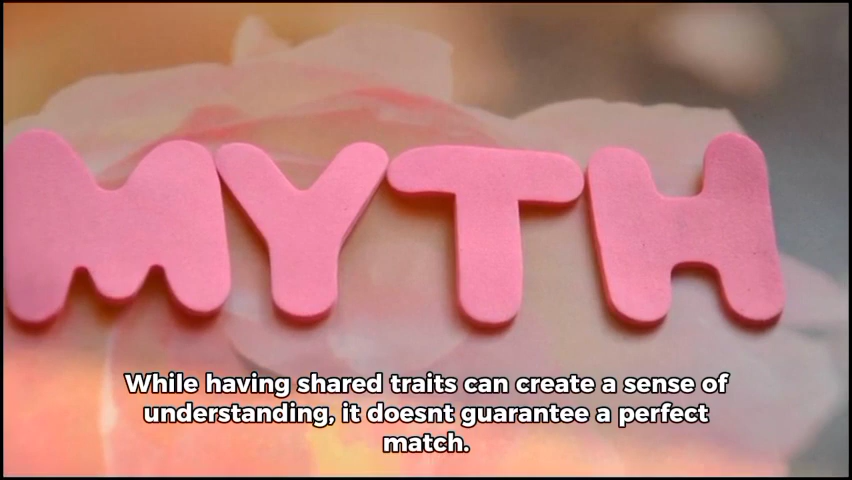 MYTH
While having shared traits can create a sense of
understanding, it doesnt guarantee a perfect
match.